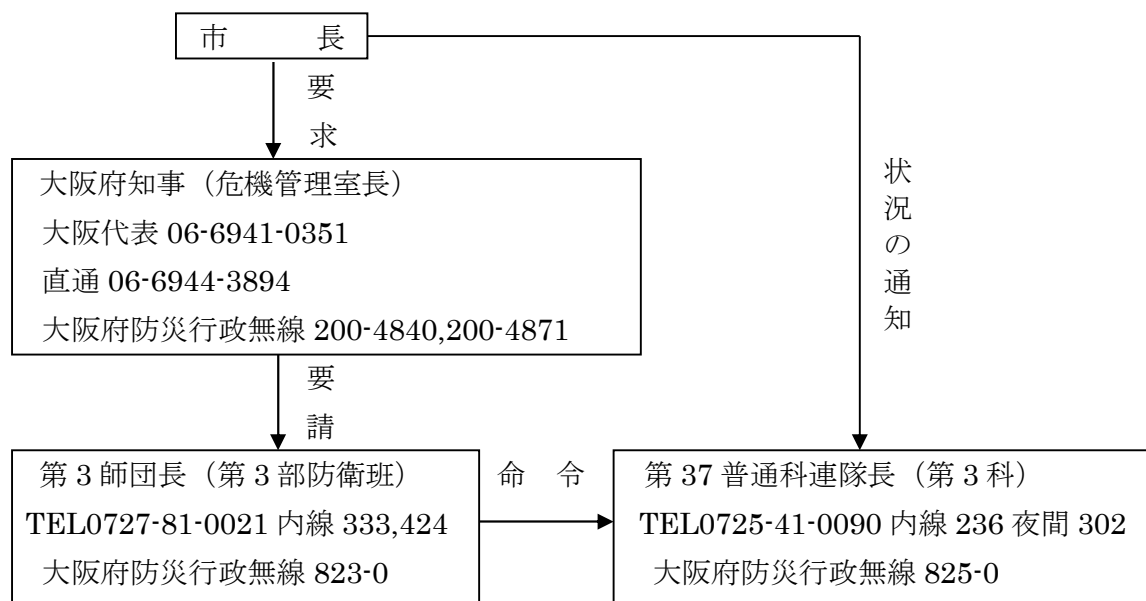 市　　　長
要求
大阪府知事（危機管理室長）
大阪代表 06-6941-0351
直通 06-6944-3894
大阪府防災行政無線 200-4840,200-4871
状況の通知
要請
第 3 師団長（第 3 部防衛班）
TEL0727-81-0021 内線 333,424
大阪府防災行政無線 823-0
命　令
第 37 普通科連隊長（第 3 科）
TEL0725-41-0090 内線 236 夜間 302
大阪府防災行政無線 825-0